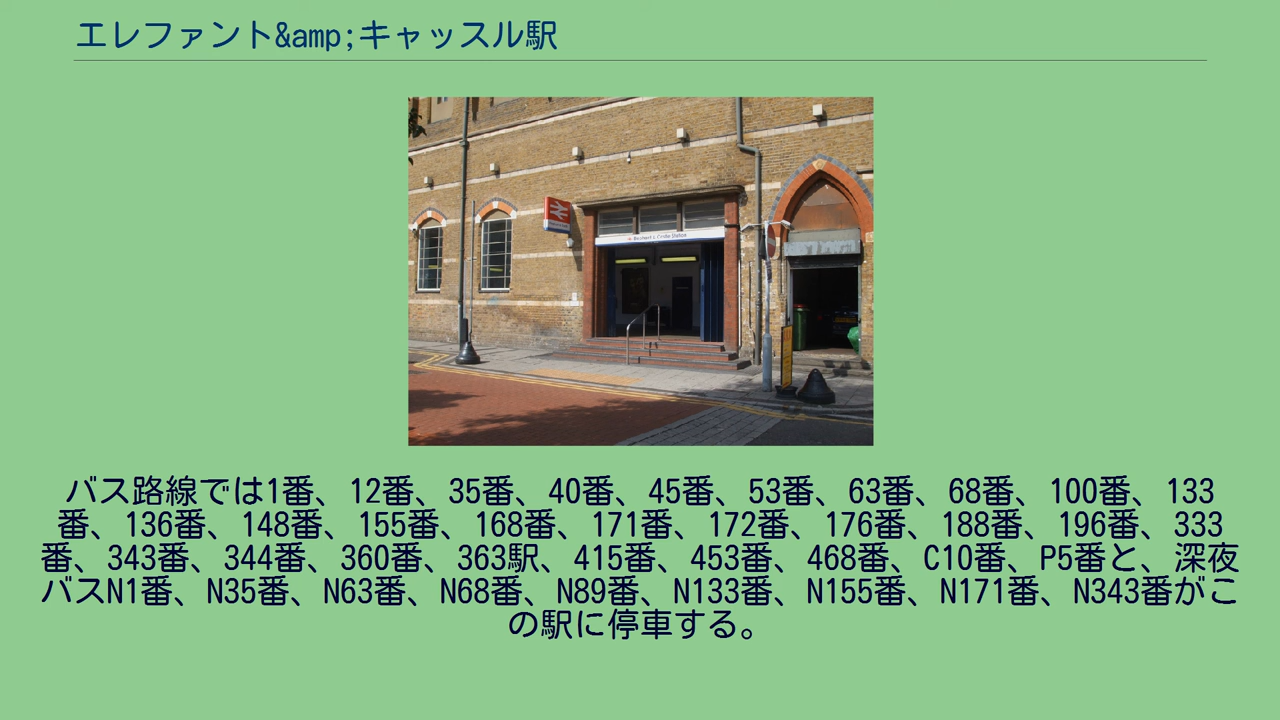 エレファント&amp;キャッスル駅
Elephant & Castle Station
バス路線では1番、12番、35番、40番、45番、53番、63番、68番、100番、133
番、136番、148番、155番、168番、171番、172番、176番、188番、196番、333
番、343番、344番、360番、363駅、415番、453番、468番、C10番、P5番と、深夜
バスN1番、N35番、N63番、N68番、N89番、N133番、N155番、N171番、N343番がこ
の駅に停車する。